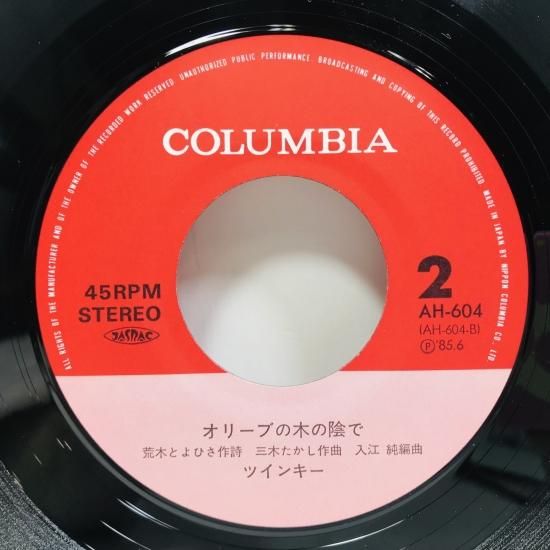 ALL RIGHTS OF THE MANUFACTURER AND OF THE OWNER OF THE RECORDED WORK RESERVED. UNAUTHORIZED PUBLIC PERFORMANCE, BROADCASTING AND COPYING OF THIS RECORD PROHIBITED. MADE IN JAPAN BY NIPPON COLUMBIA CO., LTD.
COLUMBIA
45RPM
STEREO
JASRAC
2
AH-604
(AH-604-B)
Ⓟ'85.6
オリーブの木の陰で
荒木とよひさ作詩 三木たかし作曲 入江 純編曲
ツインキー